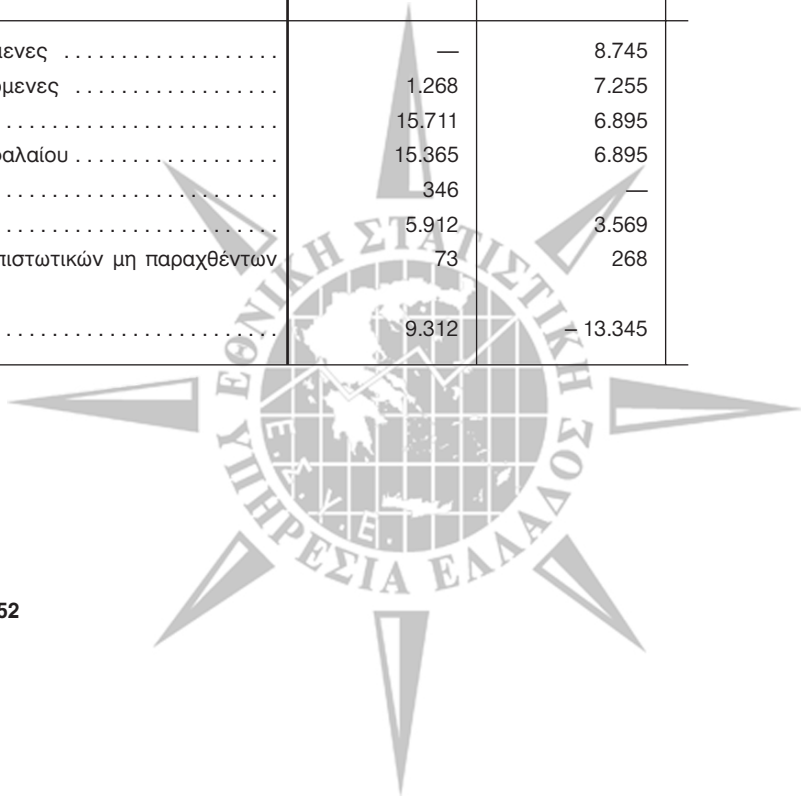 μενες ................... — 8.745
όμενες .................. 1.268 7.255
........................ 15.711 6.895
αλαίου ................. 15.365 6.895
........................ 346 —
........................ 5.912 3.569
πιστωτικών μη παραχθέντων 73 268
........................ 9.312 – 13.345
ΕΘΝΙΚΗ ΣΤΑΤΙΣΤΙΚΗ
ΥΠΗΡΕΣΙΑ ΕΛΛΑΔΟΣ
Ε.Σ.Υ.Ε.
52